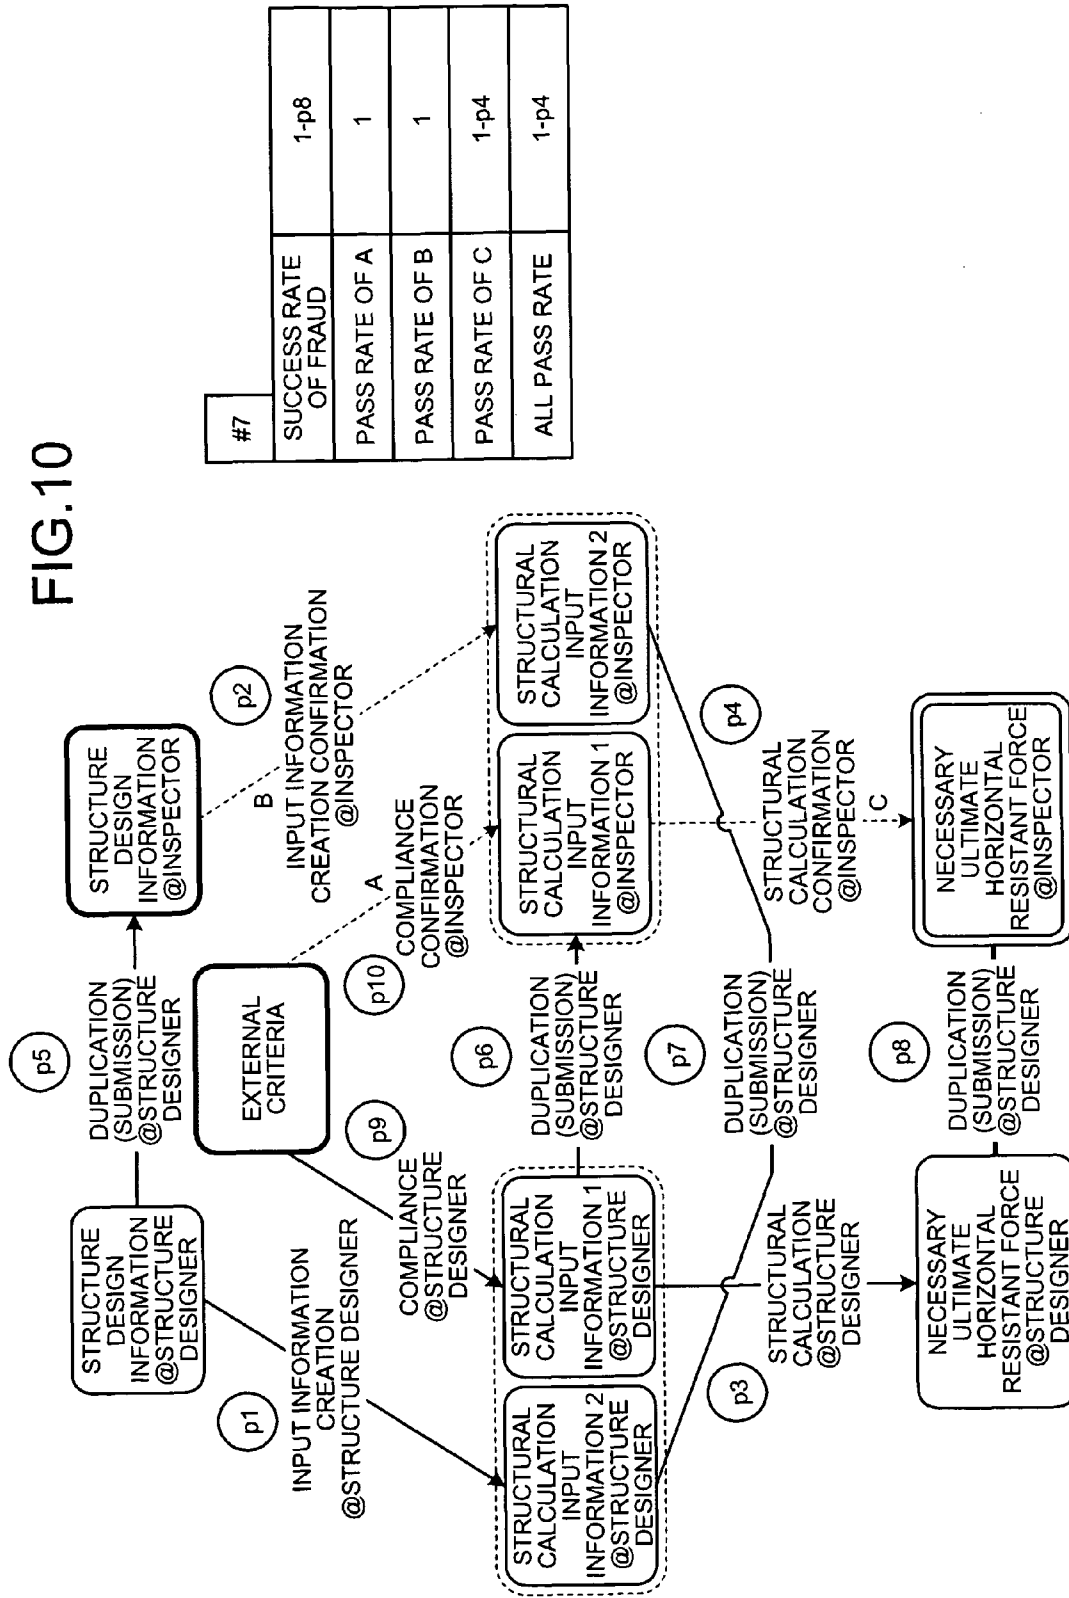 FIG.10
STRUCTURE
DESIGN
INFORMATION
@STRUCTURE
DESIGNER
p5
DUPLICATION
(SUBMISSION)
@STRUCTURE
DESIGNER
STRUCTURE
DESIGN
INFORMATION
@INSPECTOR
p1
INPUT INFORMATION
CREATION
@STRUCTURE DESIGNER
EXTERNAL
CRITERIA
p9
COMPLIANCE
@STRUCTURE
DESIGNER
p10
A
COMPLIANCE
CONFIRMATION
@INSPECTOR
p2
B
INPUT INFORMATION
CREATION CONFIRMATION
@INSPECTOR
STRUCTURAL
CALCULATION
INPUT
INFORMATION 2
@STRUCTURE
DESIGNER
STRUCTURAL
CALCULATION
INPUT
INFORMATION 1
@STRUCTURE
DESIGNER
p6
DUPLICATION
(SUBMISSION)
@STRUCTURE
DESIGNER
STRUCTURAL
CALCULATION
INPUT
INFORMATION 1
@INSPECTOR
STRUCTURAL
CALCULATION
INPUT
INFORMATION 2
@INSPECTOR
p3
STRUCTURAL
CALCULATION
@STRUCTURE
DESIGNER
p7
DUPLICATION
(SUBMISSION)
@STRUCTURE
DESIGNER
p4
STRUCTURAL
CALCULATION
CONFIRMATION
@INSPECTOR
C
NECESSARY
ULTIMATE
HORIZONTAL
RESISTANT FORCE
@STRUCTURE
DESIGNER
p8
DUPLICATION
(SUBMISSION)
@STRUCTURE
DESIGNER
NECESSARY
ULTIMATE
HORIZONTAL
RESISTANT FORCE
@INSPECTOR
#7
SUCCESS RATE
OF FRAUD
1-p8
PASS RATE OF A
1
PASS RATE OF B
1
PASS RATE OF C
1-p4
ALL PASS RATE
1-p4